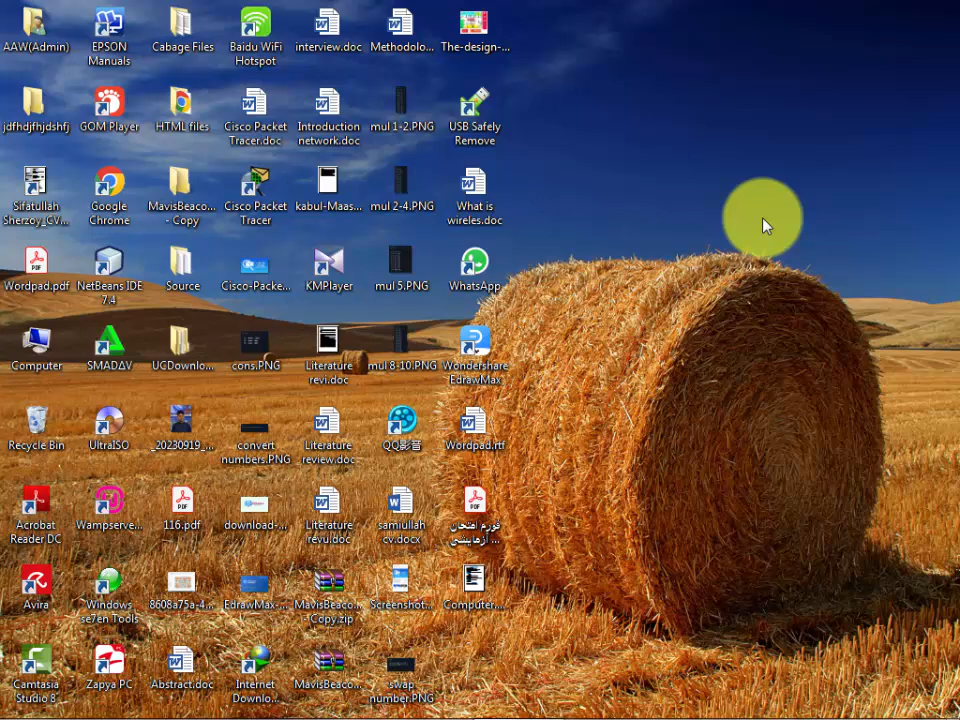 AAW(Admin)
EPSON
Manuals
Cabage Files
Baidu WiFi
Hotspot
interview.doc
Methodolo...
The-design-...
jdfhdjfhjdshfj
GOM Player
HTML files
Cisco Packet
Tracer.doc
Introduction
network.doc
mul 1-2.PNG
USB Safely
Remove
Sifatullah
Sherzoy_CV...
Google
Chrome
MavisBeaco...
- Copy
Cisco Packet
Tracer
kabul-Maas...
mul 2-4.PNG
What is
wireles.doc
Wordpad.pdf
NetBeans IDE
7.4
Source
Cisco-Packe...
KMPlayer
mul 5.PNG
WhatsApp
Computer
SMADΔV
UCDownlo...
cons.PNG
Literature
revi.doc
mul 8-10.PNG
Wondershare
EdrawMax
Recycle Bin
UltraISO
_20230919_...
convert
numbers.PNG
Literature
review.doc
QQ影音
Wordpad.rtf
Acrobat
Reader DC
Wampserve...
116.pdf
download-...
Literature
revu.doc
samiullah
cv.docx
فورم امتحان
Avira
Windows
se7en Tools
8608a75a-4...
EdrawMax-...
MavisBeaco...
- Copy.zip
Screenshot...
Computer....
Camtasia
Studio 8
Zapya PC
Abstract.doc
Internet
Downlo...
MavisBeaco...
swap
number.PNG